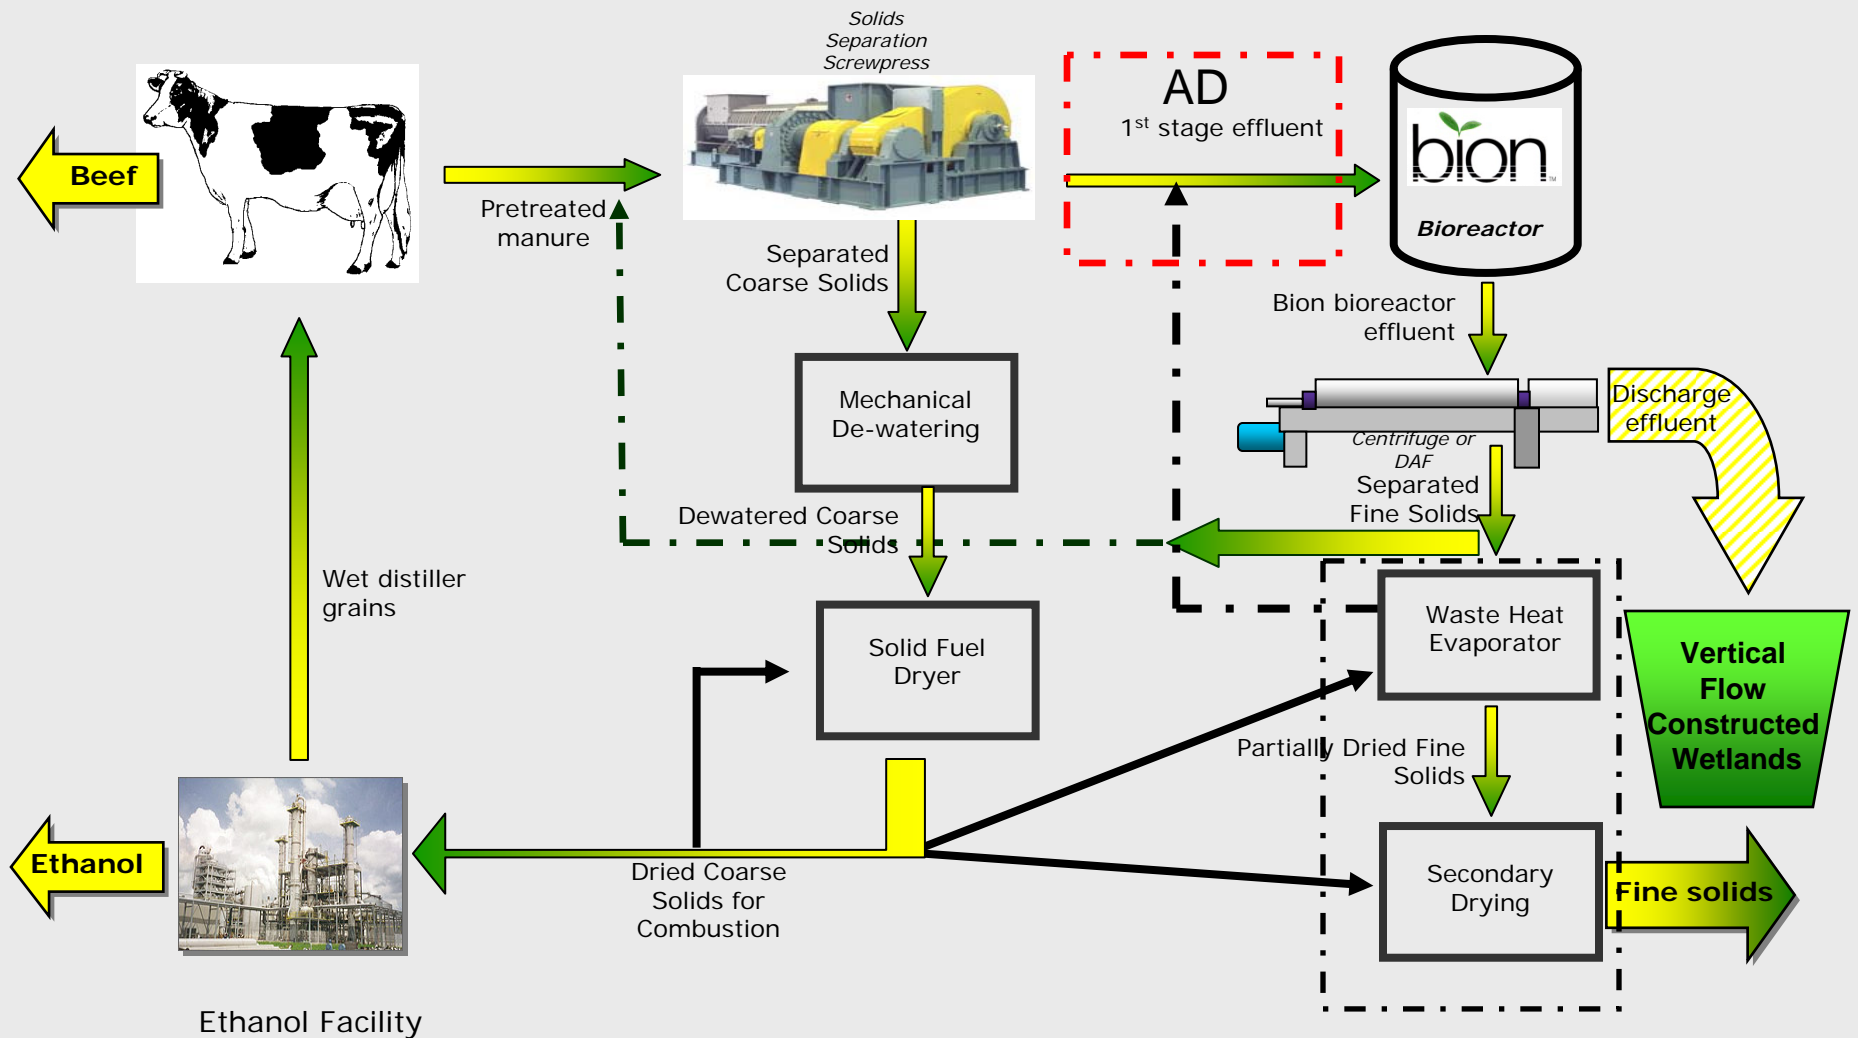 Solids
Separation
Screwpress
AD
1st stage effluent
bion™
Bioreactor
Beef
Pretreated
manure
Separated
Coarse Solids
Bion bioreactor
effluent
Mechanical
De-watering
Centrifuge or
DAF
Discharge
effluent
Separated
Fine Solids
Dewatered Coarse
Solids
Wet distiller
grains
Solid Fuel
Dryer
Waste Heat
Evaporator
Vertical
Flow
Constructed
Wetlands
Partially Dried Fine
Solids
Ethanol
Dried Coarse
Solids for
Combustion
Secondary
Drying
Fine solids
Ethanol Facility